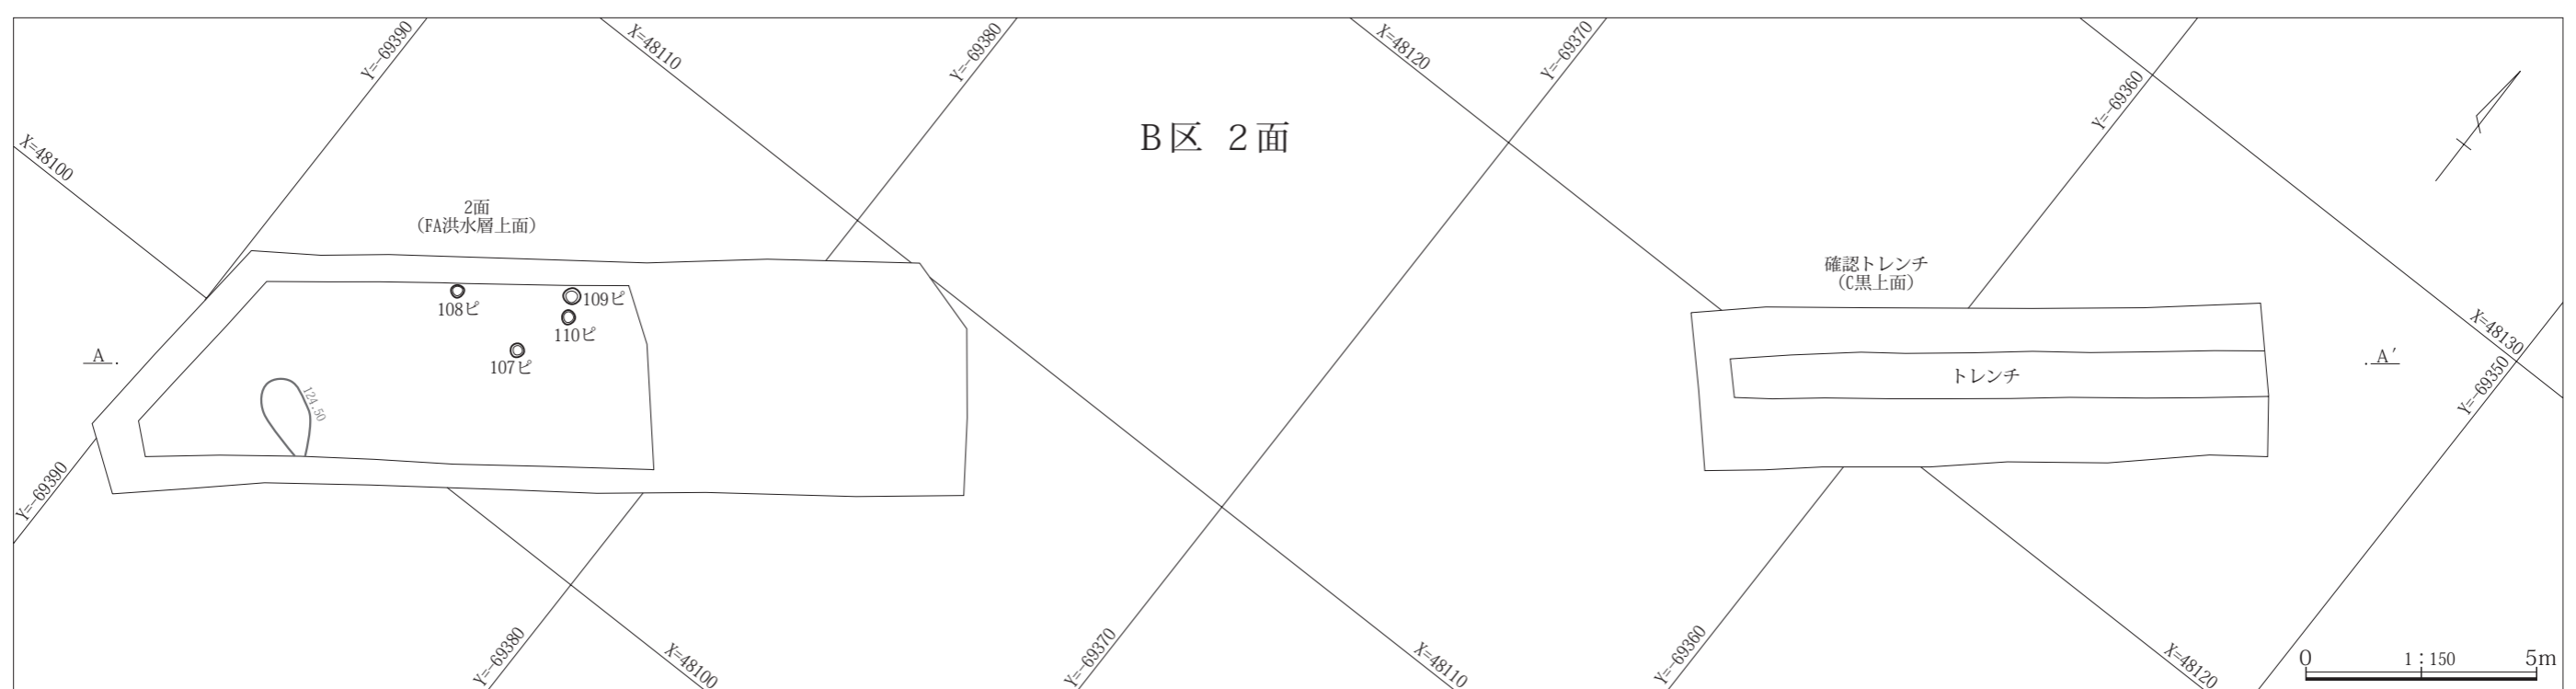 Y=-69390
X=48110
Y=-69380
X=48120
Y=-69370
Y=-69360
X=48100
B区 2面
2面
(FA洪水層上面)
確認トレンチ
(C黒上面)
108ピ
109ピ
110ピ
107ピ
A
124.50
トレンチ
X=48130
A′
Y=-69350
Y=-69390
Y=-69380
X=48100
Y=-69370
X=48110
Y=-69360
X=48120
0 1:150 5m